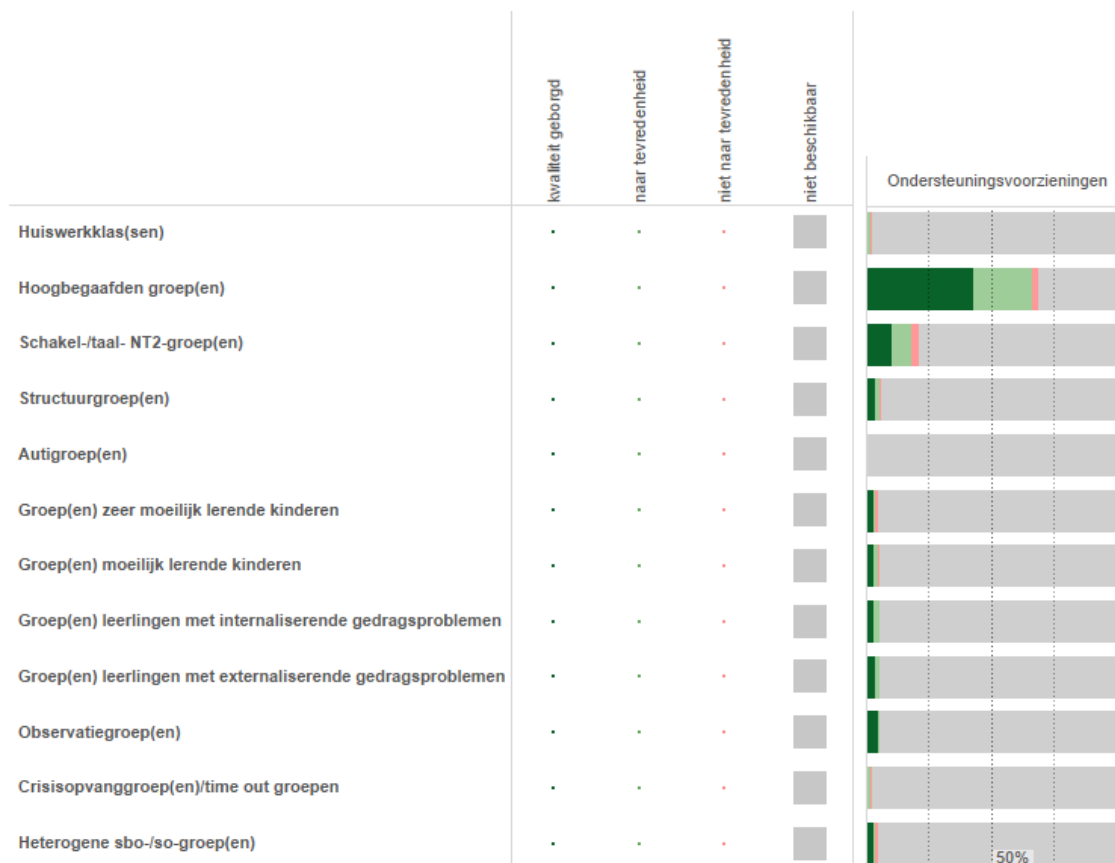 kwaliteit geborgd
naar tevredenheid
niet naar tevredenheid
niet beschikbaar
Ondersteuningsvoorzieningen
Huiswerkklas(sen)
Hoogbegaafden groep(en)
Schakel-/taal- NT2-groep(en)
Structuurgroep(en)
Autigroep(en)
Groep(en) zeer moeilijk lerende kinderen
Groep(en) moeilijk lerende kinderen
Groep(en) leerlingen met internaliserende gedragsproblemen
Groep(en) leerlingen met externaliserende gedragsproblemen
Observatiegroep(en)
Crisisopvanggroep(en)/time out groepen
Heterogene sbo-/so-groep(en)
50%